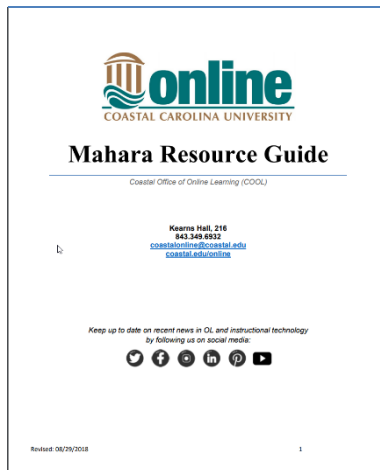 online
COASTAL CAROLINA UNIVERSITY
Mahara Resource Guide
Coastal Office of Online Learning (COOL)
Kearns Hall, 216
843.349.6932
coastalonline@coastal.edu
coastal.edu/online
Keep up to date on recent news in OL and instructional technology
by following us on social media:
Revised: 08/29/2018 1